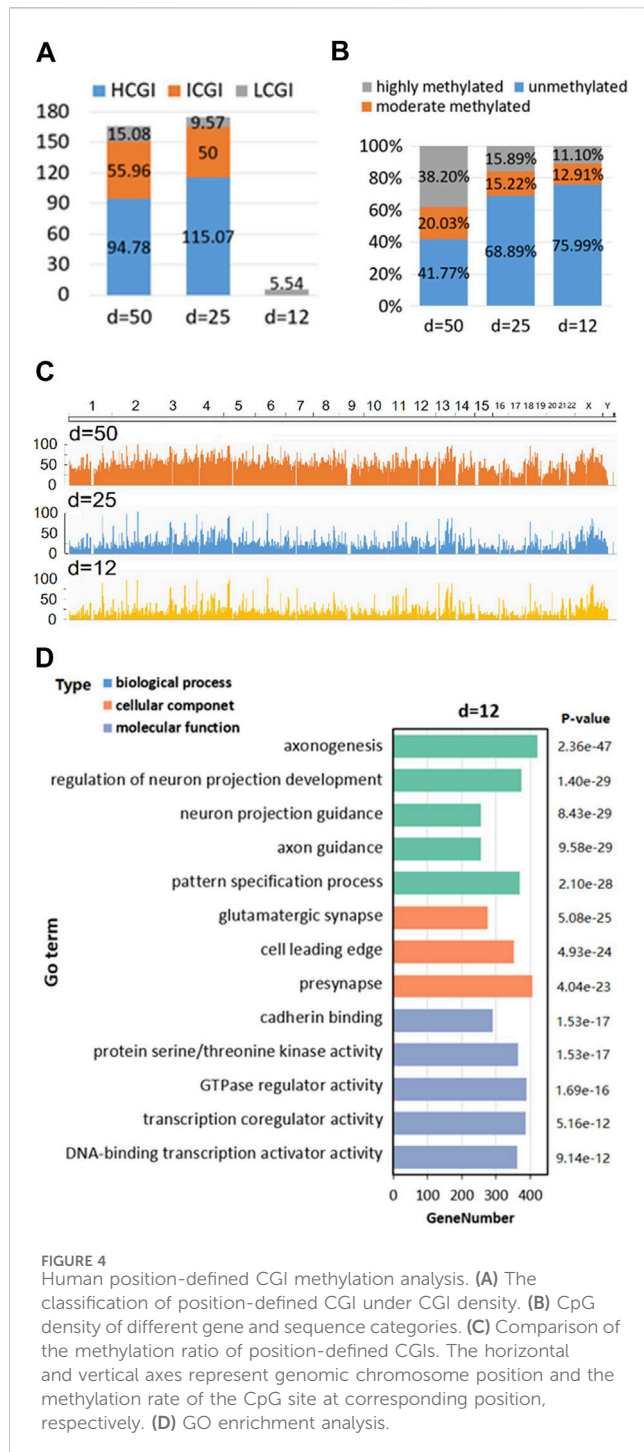 A
HCGI ICGI LCGI
180
150
120
90
60
30
0
15.08
55.96
94.78
9.57
50
115.07
5.54
d=50 d=25 d=12
B
highly methylated unmethylated
moderate methylated
100%
80%
60%
40%
20%
0%
38.20%
20.03%
41.77%
15.89%
15.22%
68.89%
11.10%
12.91%
75.99%
d=50 d=25 d=12
C
1 2 3 4 5 6 7 8 9 10 11 12 13 14 15 16 17 18 19 20 21 22 X Y
d=50
100
50
0
d=25
100
50
0
d=12
100
50
0
D
Type biological process
cellular componet
molecular function
d=12
P-value
axonogenesis 2.36e-47
regulation of neuron projection development 1.40e-29
neuron projection guidance 8.43e-29
axon guidance 9.58e-29
pattern specification process 2.10e-28
glutamatergic synapse 5.08e-25
cell leading edge 4.93e-24
presynapse 4.04e-23
cadherin binding 1.53e-17
protein serine/threonine kinase activity 1.53e-17
GTPase regulator activity 1.69e-16
transcription coregulator activity 5.16e-12
DNA-binding transcription activator activity 9.14e-12
Go term
0 100 200 300 400
GeneNumber
FIGURE 4
Human position-defined CGI methylation analysis. (A) The
classification of position-defined CGI under CGI density. (B) CpG
density of different gene and sequence categories. (C) Comparison of
the methylation ratio of position-defined CGIs. The horizontal
and vertical axes represent genomic chromosome position and the
methylation rate of the CpG site at corresponding position,
respectively. (D) GO enrichment analysis.